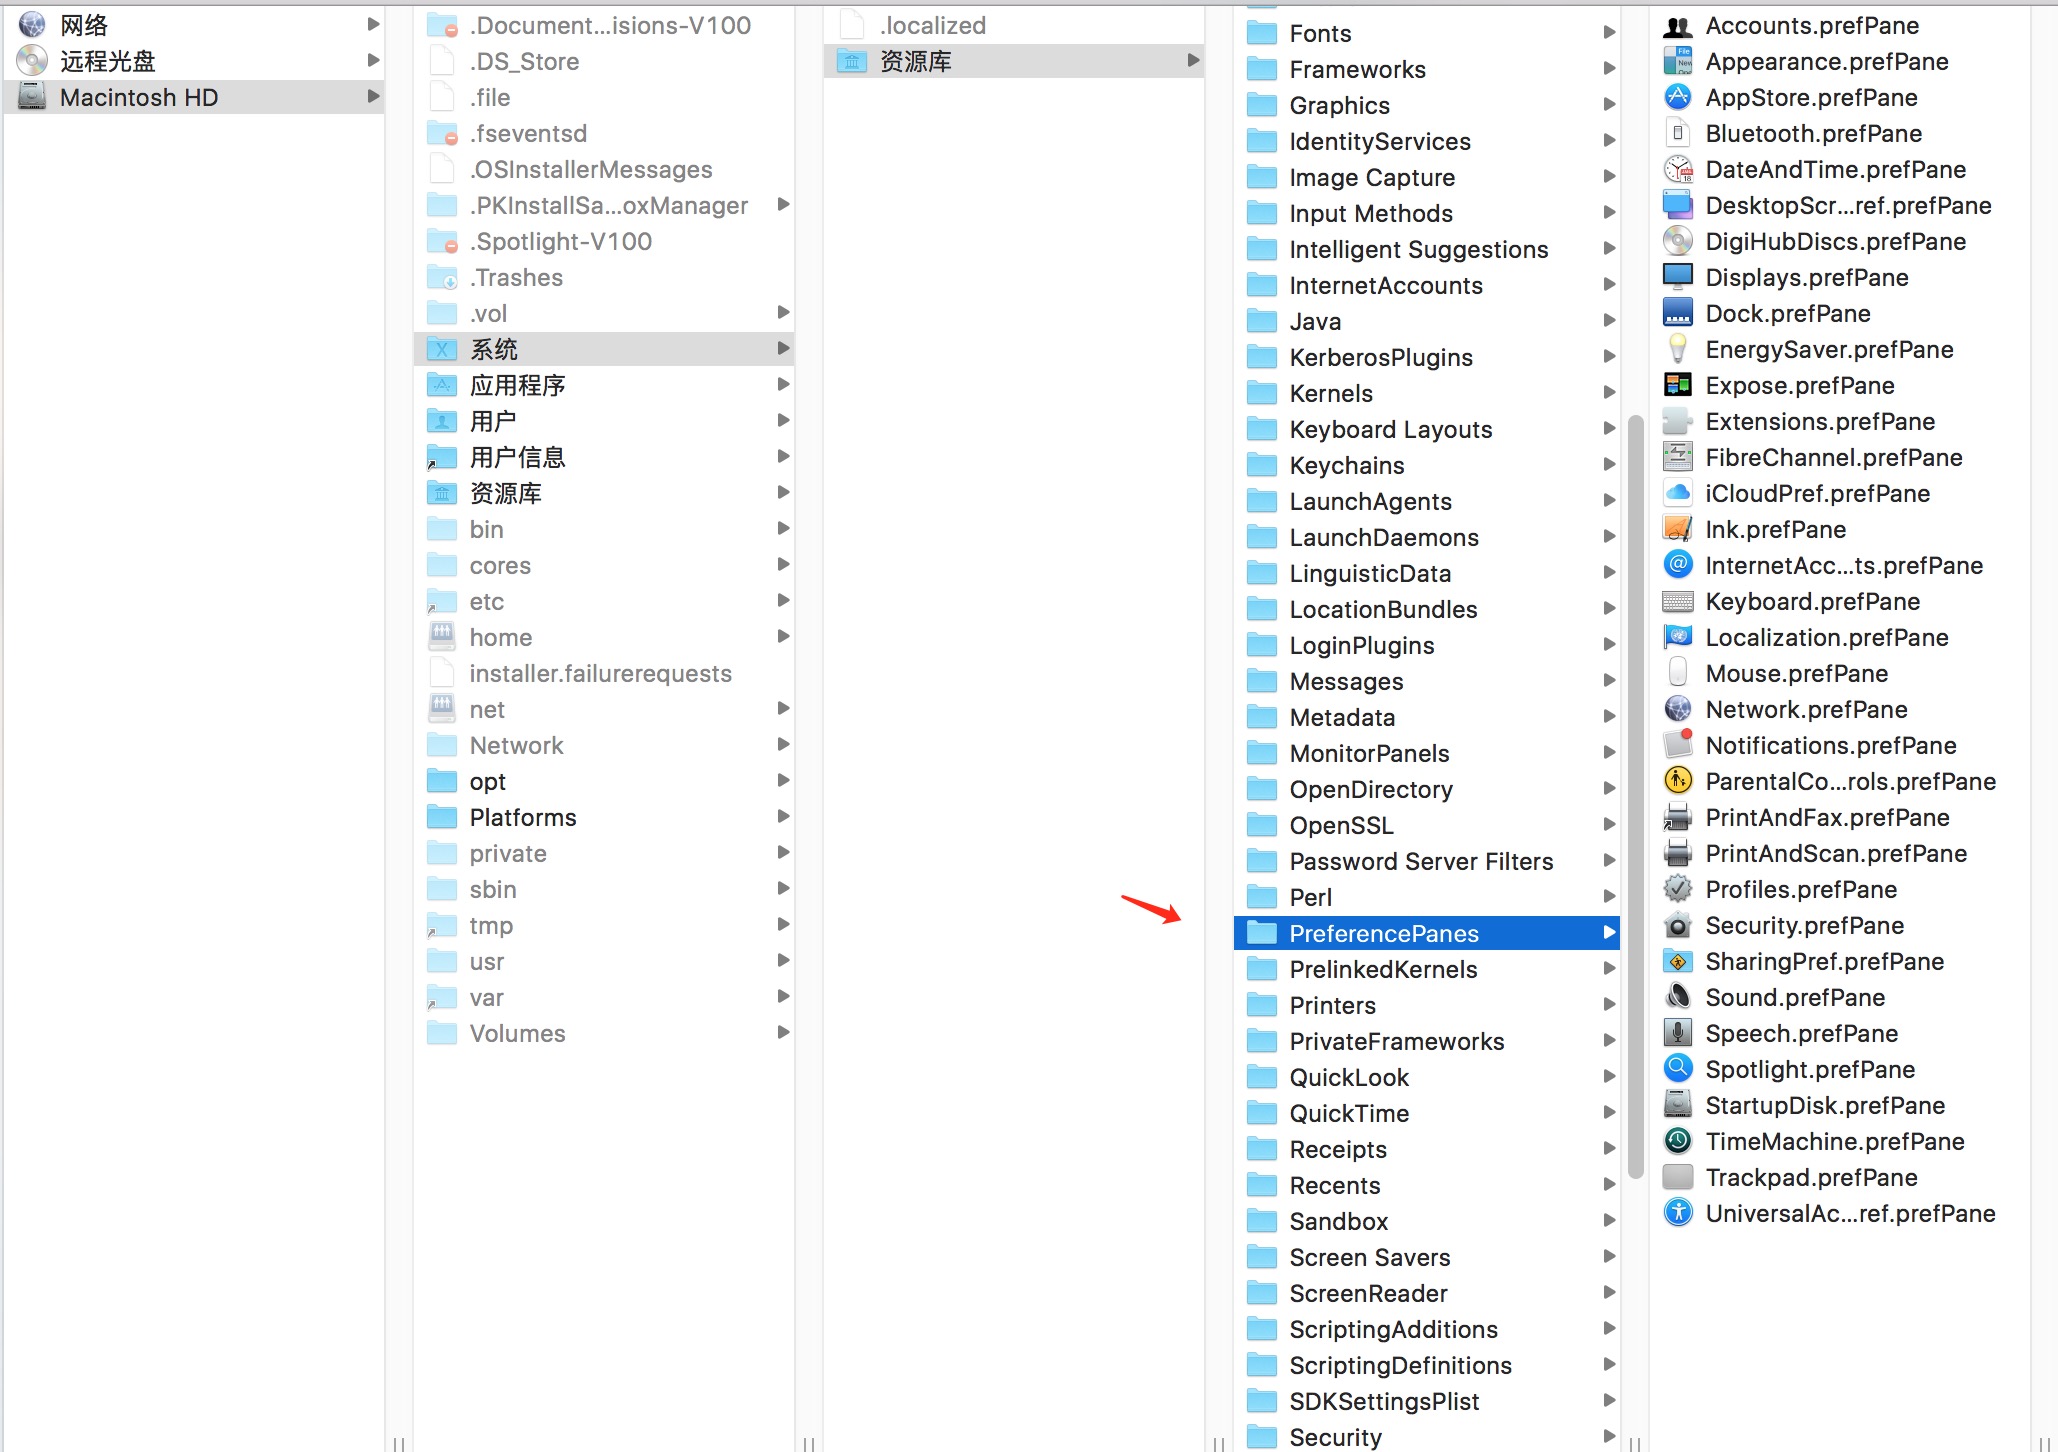 网络
远程光盘
Macintosh HD
.Document...isions-V100
.DS_Store
.file
.fseventsd
.OSInstallerMessages
.PKInstallSa...oxManager
.Spotlight-V100
.Trashes
.vol
系统
应用程序
用户
用户信息
资源库
bin
cores
etc
home
installer.failurerequests
net
Network
opt
Platforms
private
sbin
tmp
usr
var
Volumes
.localized
资源库
Fonts
Frameworks
Graphics
IdentityServices
Image Capture
Input Methods
Intelligent Suggestions
InternetAccounts
Java
KerberosPlugins
Kernels
Keyboard Layouts
Keychains
LaunchAgents
LaunchDaemons
LinguisticData
LocationBundles
LoginPlugins
Messages
Metadata
MonitorPanels
OpenDirectory
OpenSSL
Password Server Filters
Perl
PreferencePanes
PrelinkedKernels
Printers
PrivateFrameworks
QuickLook
QuickTime
Receipts
Recents
Sandbox
Screen Savers
ScreenReader
ScriptingAdditions
ScriptingDefinitions
SDKSettingsPlist
Security
Accounts.prefPane
Appearance.prefPane
AppStore.prefPane
Bluetooth.prefPane
DateAndTime.prefPane
DesktopScr...ref.prefPane
DigiHubDiscs.prefPane
Displays.prefPane
Dock.prefPane
EnergySaver.prefPane
Expose.prefPane
Extensions.prefPane
FibreChannel.prefPane
iCloudPref.prefPane
Ink.prefPane
InternetAcc...ts.prefPane
Keyboard.prefPane
Localization.prefPane
Mouse.prefPane
Network.prefPane
Notifications.prefPane
ParentalCo...rols.prefPane
PrintAndFax.prefPane
PrintAndScan.prefPane
Profiles.prefPane
Security.prefPane
SharingPref.prefPane
Sound.prefPane
Speech.prefPane
Spotlight.prefPane
StartupDisk.prefPane
TimeMachine.prefPane
Trackpad.prefPane
UniversalAc...ref.prefPane